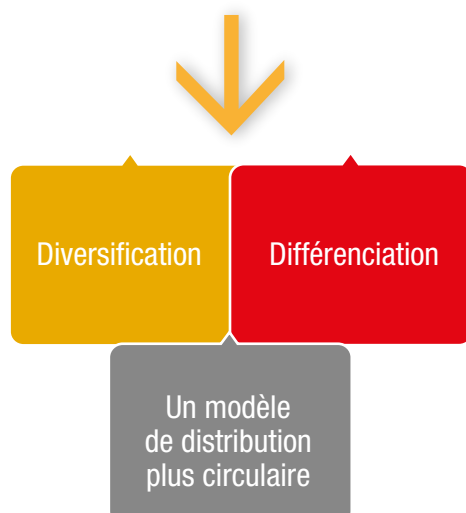 Diversification
Différenciation
Un modèle
de distribution
plus circulaire